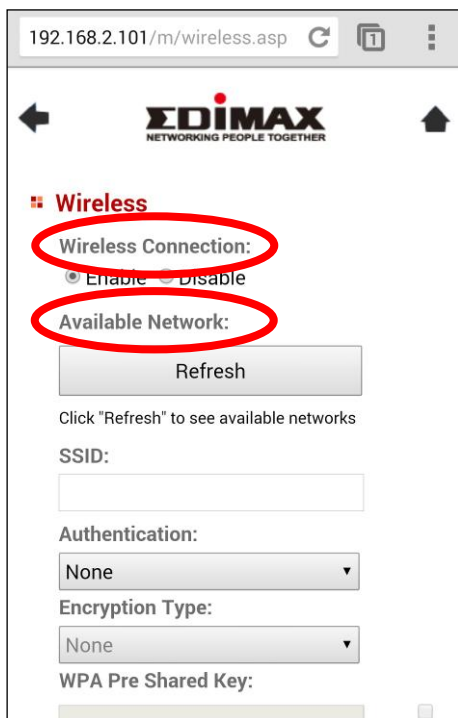 192.168.2.101/m/wireless.asp
1
EDIMAX
NETWORKING PEOPLE TOGETHER
Wireless
Wireless Connection:
Enable Disable
Available Network:
Refresh
Click "Refresh" to see available networks
SSID:
Authentication:
None
Encryption Type:
None
WPA Pre Shared Key: